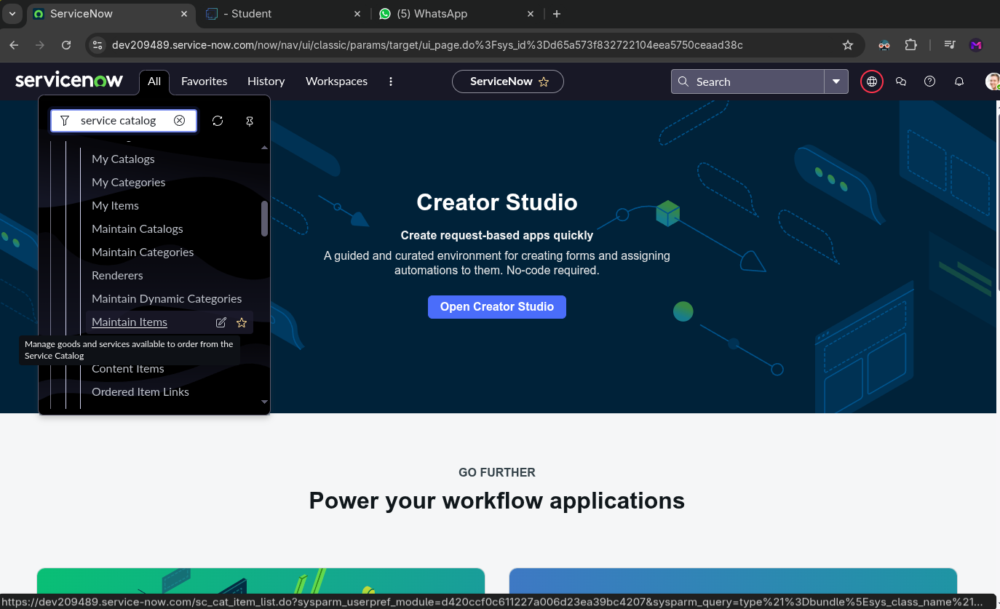 ServiceNow
- Student
(5) WhatsApp
dev209489.service-now.com/now/nav/ui/classic/params/target/ui_page.do%3Fsys_id%3Dd65a573f832722104eea5750ceaad38c
servicenow
All
Favorites
History
Workspaces
ServiceNow
Search
service catalog
My Catalogs
My Categories
My Items
Maintain Catalogs
Maintain Categories
Renderers
Maintain Dynamic Categories
Maintain Items
Manage goods and services available to order from the
Service Catalog
Content Items
Ordered Item Links
Creator Studio
Create request-based apps quickly
A guided and curated environment for creating forms and assigning
automations to them. No-code required.
Open Creator Studio
GO FURTHER
Power your workflow applications
https://dev209489.service-now.com/sc_cat_item_list.do?sysparm_userpref_module=d420ccf0c611227a006d23ea39bc4207&sysparm_query=type%21%3Dbundle%5Esys_class_name%21...